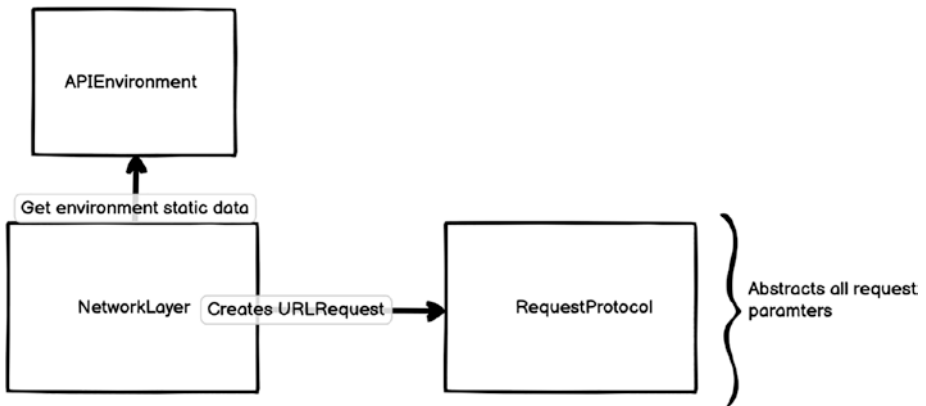 APIEnvironment
Get environment static data
NetworkLayer
Creates URLRequest
RequestProtocol
Abstracts all request
paramters